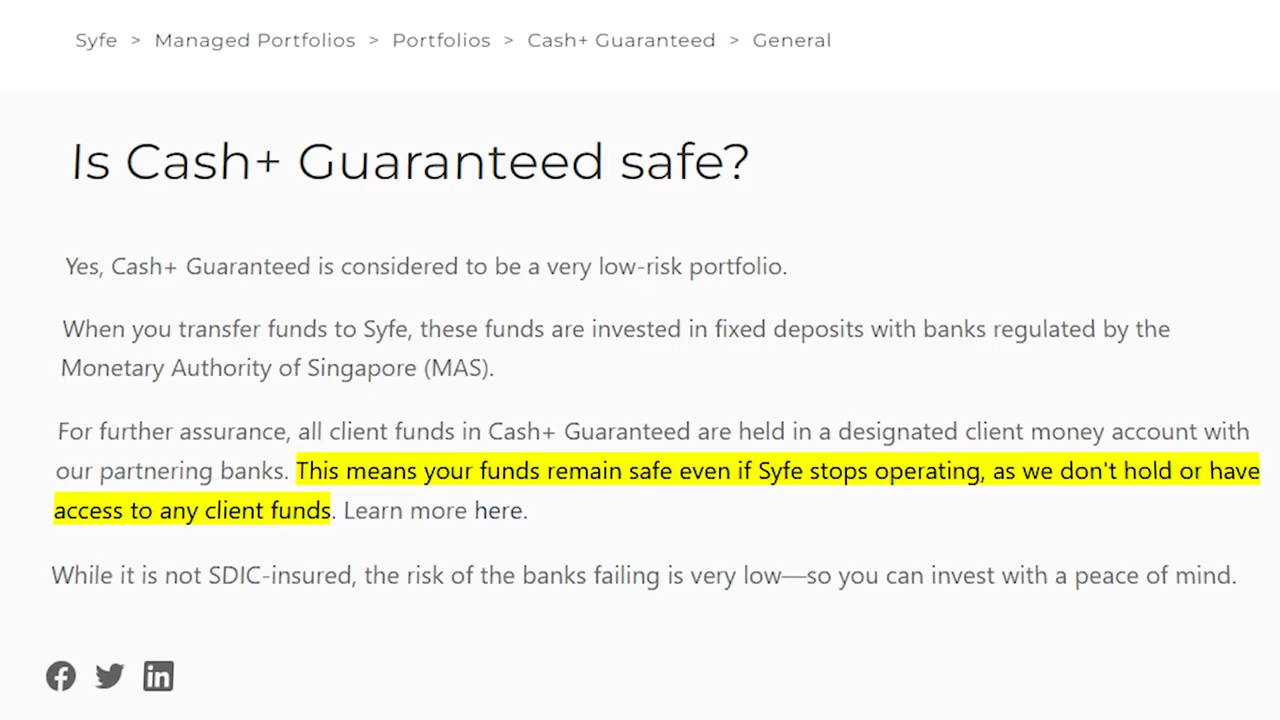 Syfe > Managed Portfolios > Portfolios > Cash+ Guaranteed > General
Is Cash+ Guaranteed safe?
Yes, Cash+ Guaranteed is considered to be a very low-risk portfolio.
When you transfer funds to Syfe, these funds are invested in fixed deposits with banks regulated by the
Monetary Authority of Singapore (MAS).
For further assurance, all client funds in Cash+ Guaranteed are held in a designated client money account with
our partnering banks. This means your funds remain safe even if Syfe stops operating, as we don't hold or have
access to any client funds. Learn more here.
While it is not SDIC-insured, the risk of the banks failing is very low—so you can invest with a peace of mind.